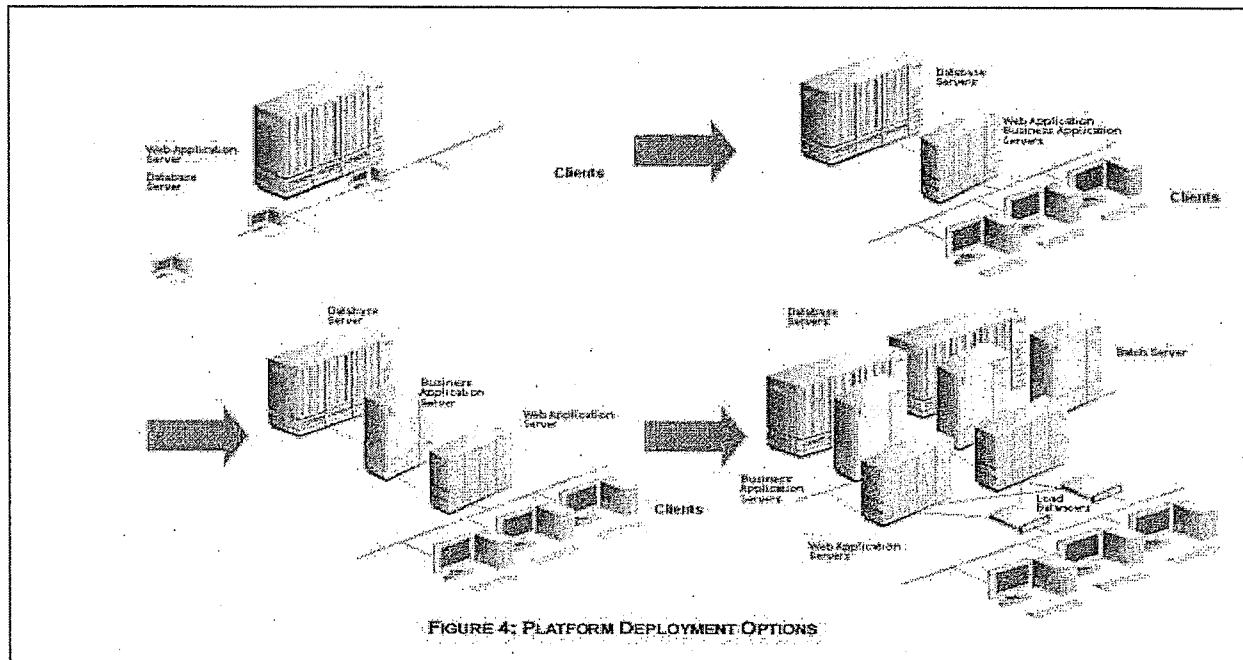 Web Application
Server
Database
Server
Clients
Database
Servers
Web Application
Business Application
Servers
Clients
Database
Server
Business
Application
Server
Web Application
Server
Clients
Database
Servers
Batch Server
Business
Application
Servers
Load
Balancers
Web Application
Servers
FIGURE 4: PLATFORM DEPLOYMENT OPTIONS